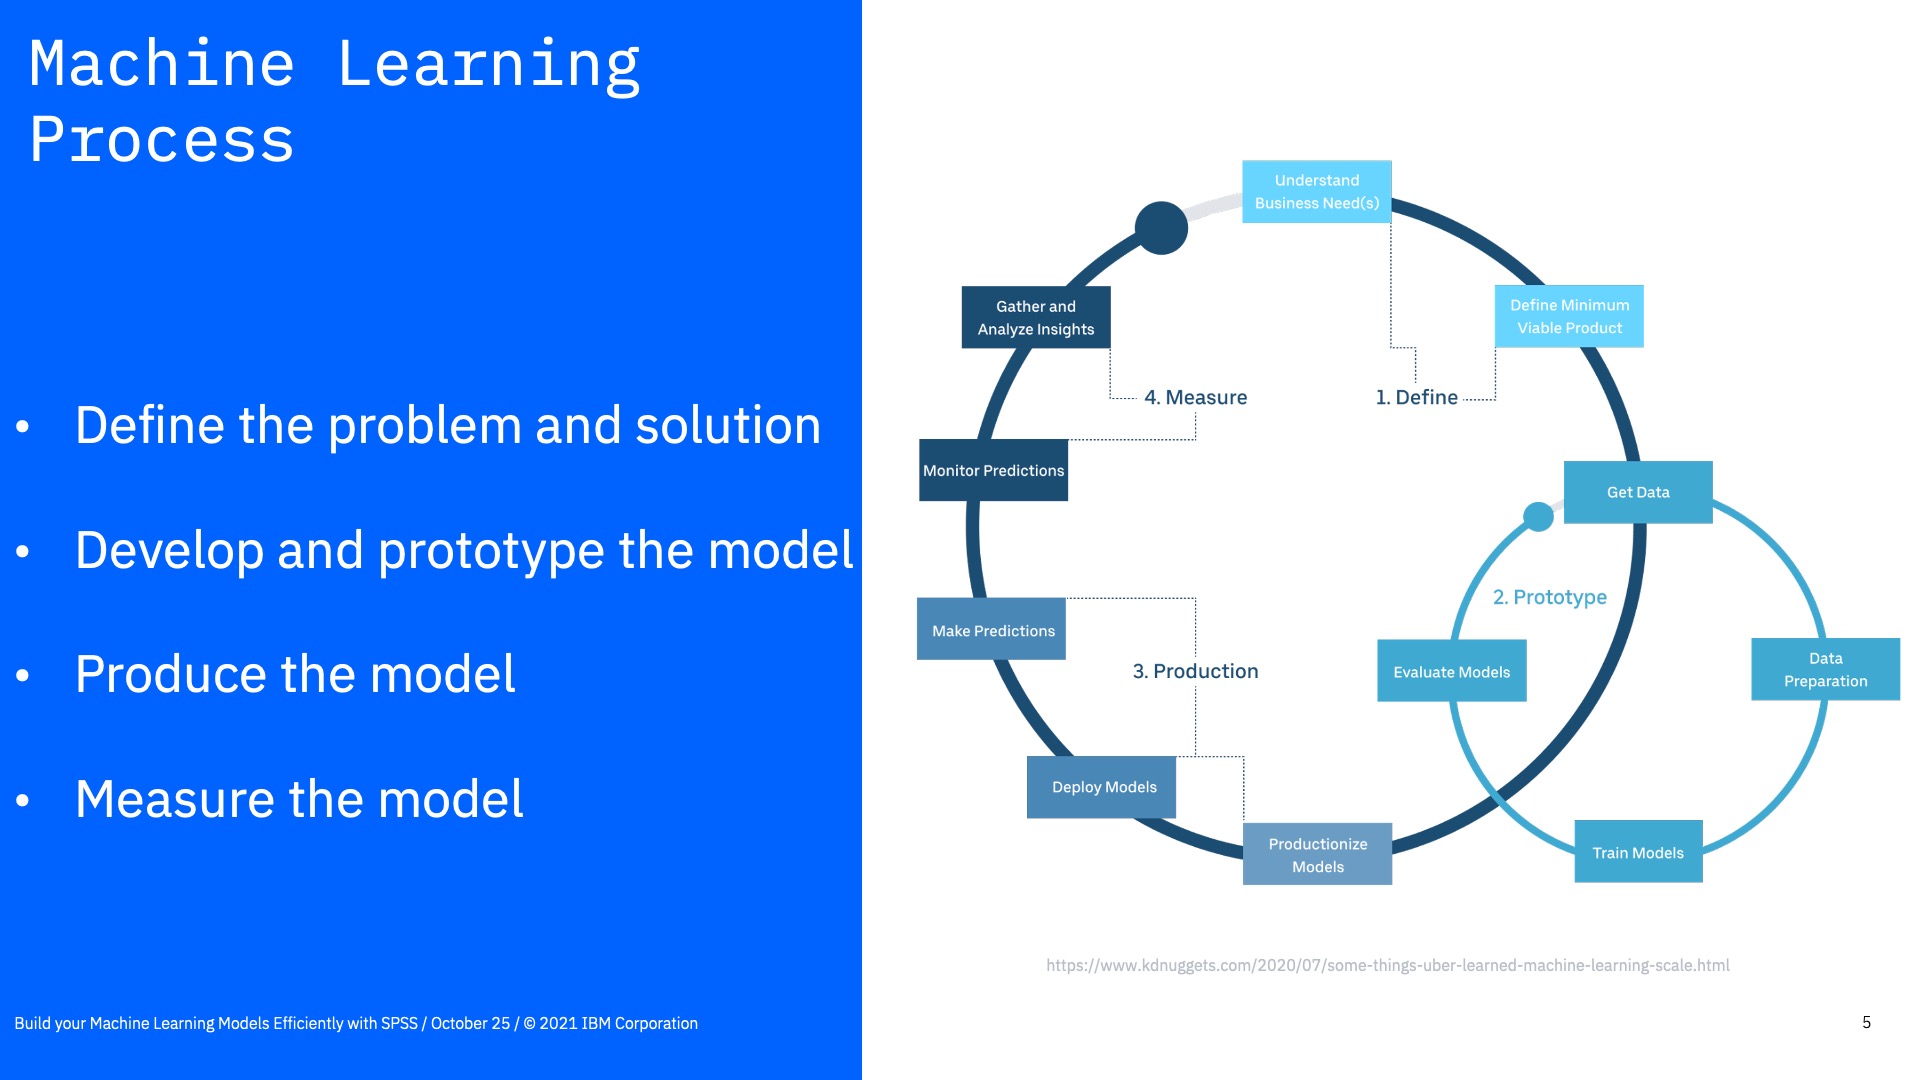 Machine Learning
Process
• Define the problem and solution
• Develop and prototype the model
• Produce the model
• Measure the model
Build your Machine Learning Models Efficiently with SPSS / October 25 / © 2021 IBM Corporation
Understand
Business Need(s)
Define Minimum
Viable Product
1. Define
Get Data
2. Prototype
Data
Preparation
Train Models
Evaluate Models
Productionize
Models
Deploy Models
3. Production
Make Predictions
Monitor Predictions
4. Measure
Gather and
Analyze Insights
https://www.kdnuggets.com/2020/07/some-things-uber-learned-machine-learning-scale.html
5